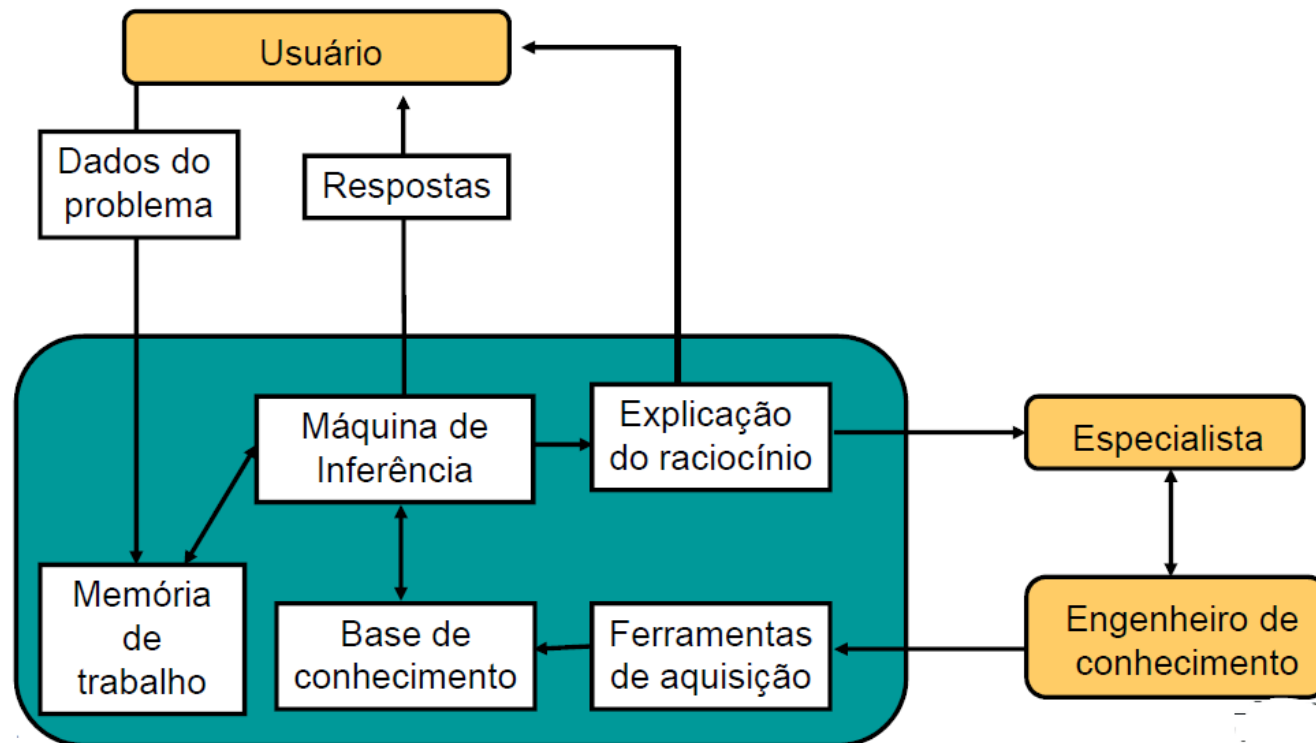 Usuário
Dados do
problema
Respostas
Máquina de
Inferência
Explicação
do raciocínio
Especialista
Memória
de
trabalho
Base de
conhecimento
Ferramentas
de aquisição
Engenheiro de
conhecimento